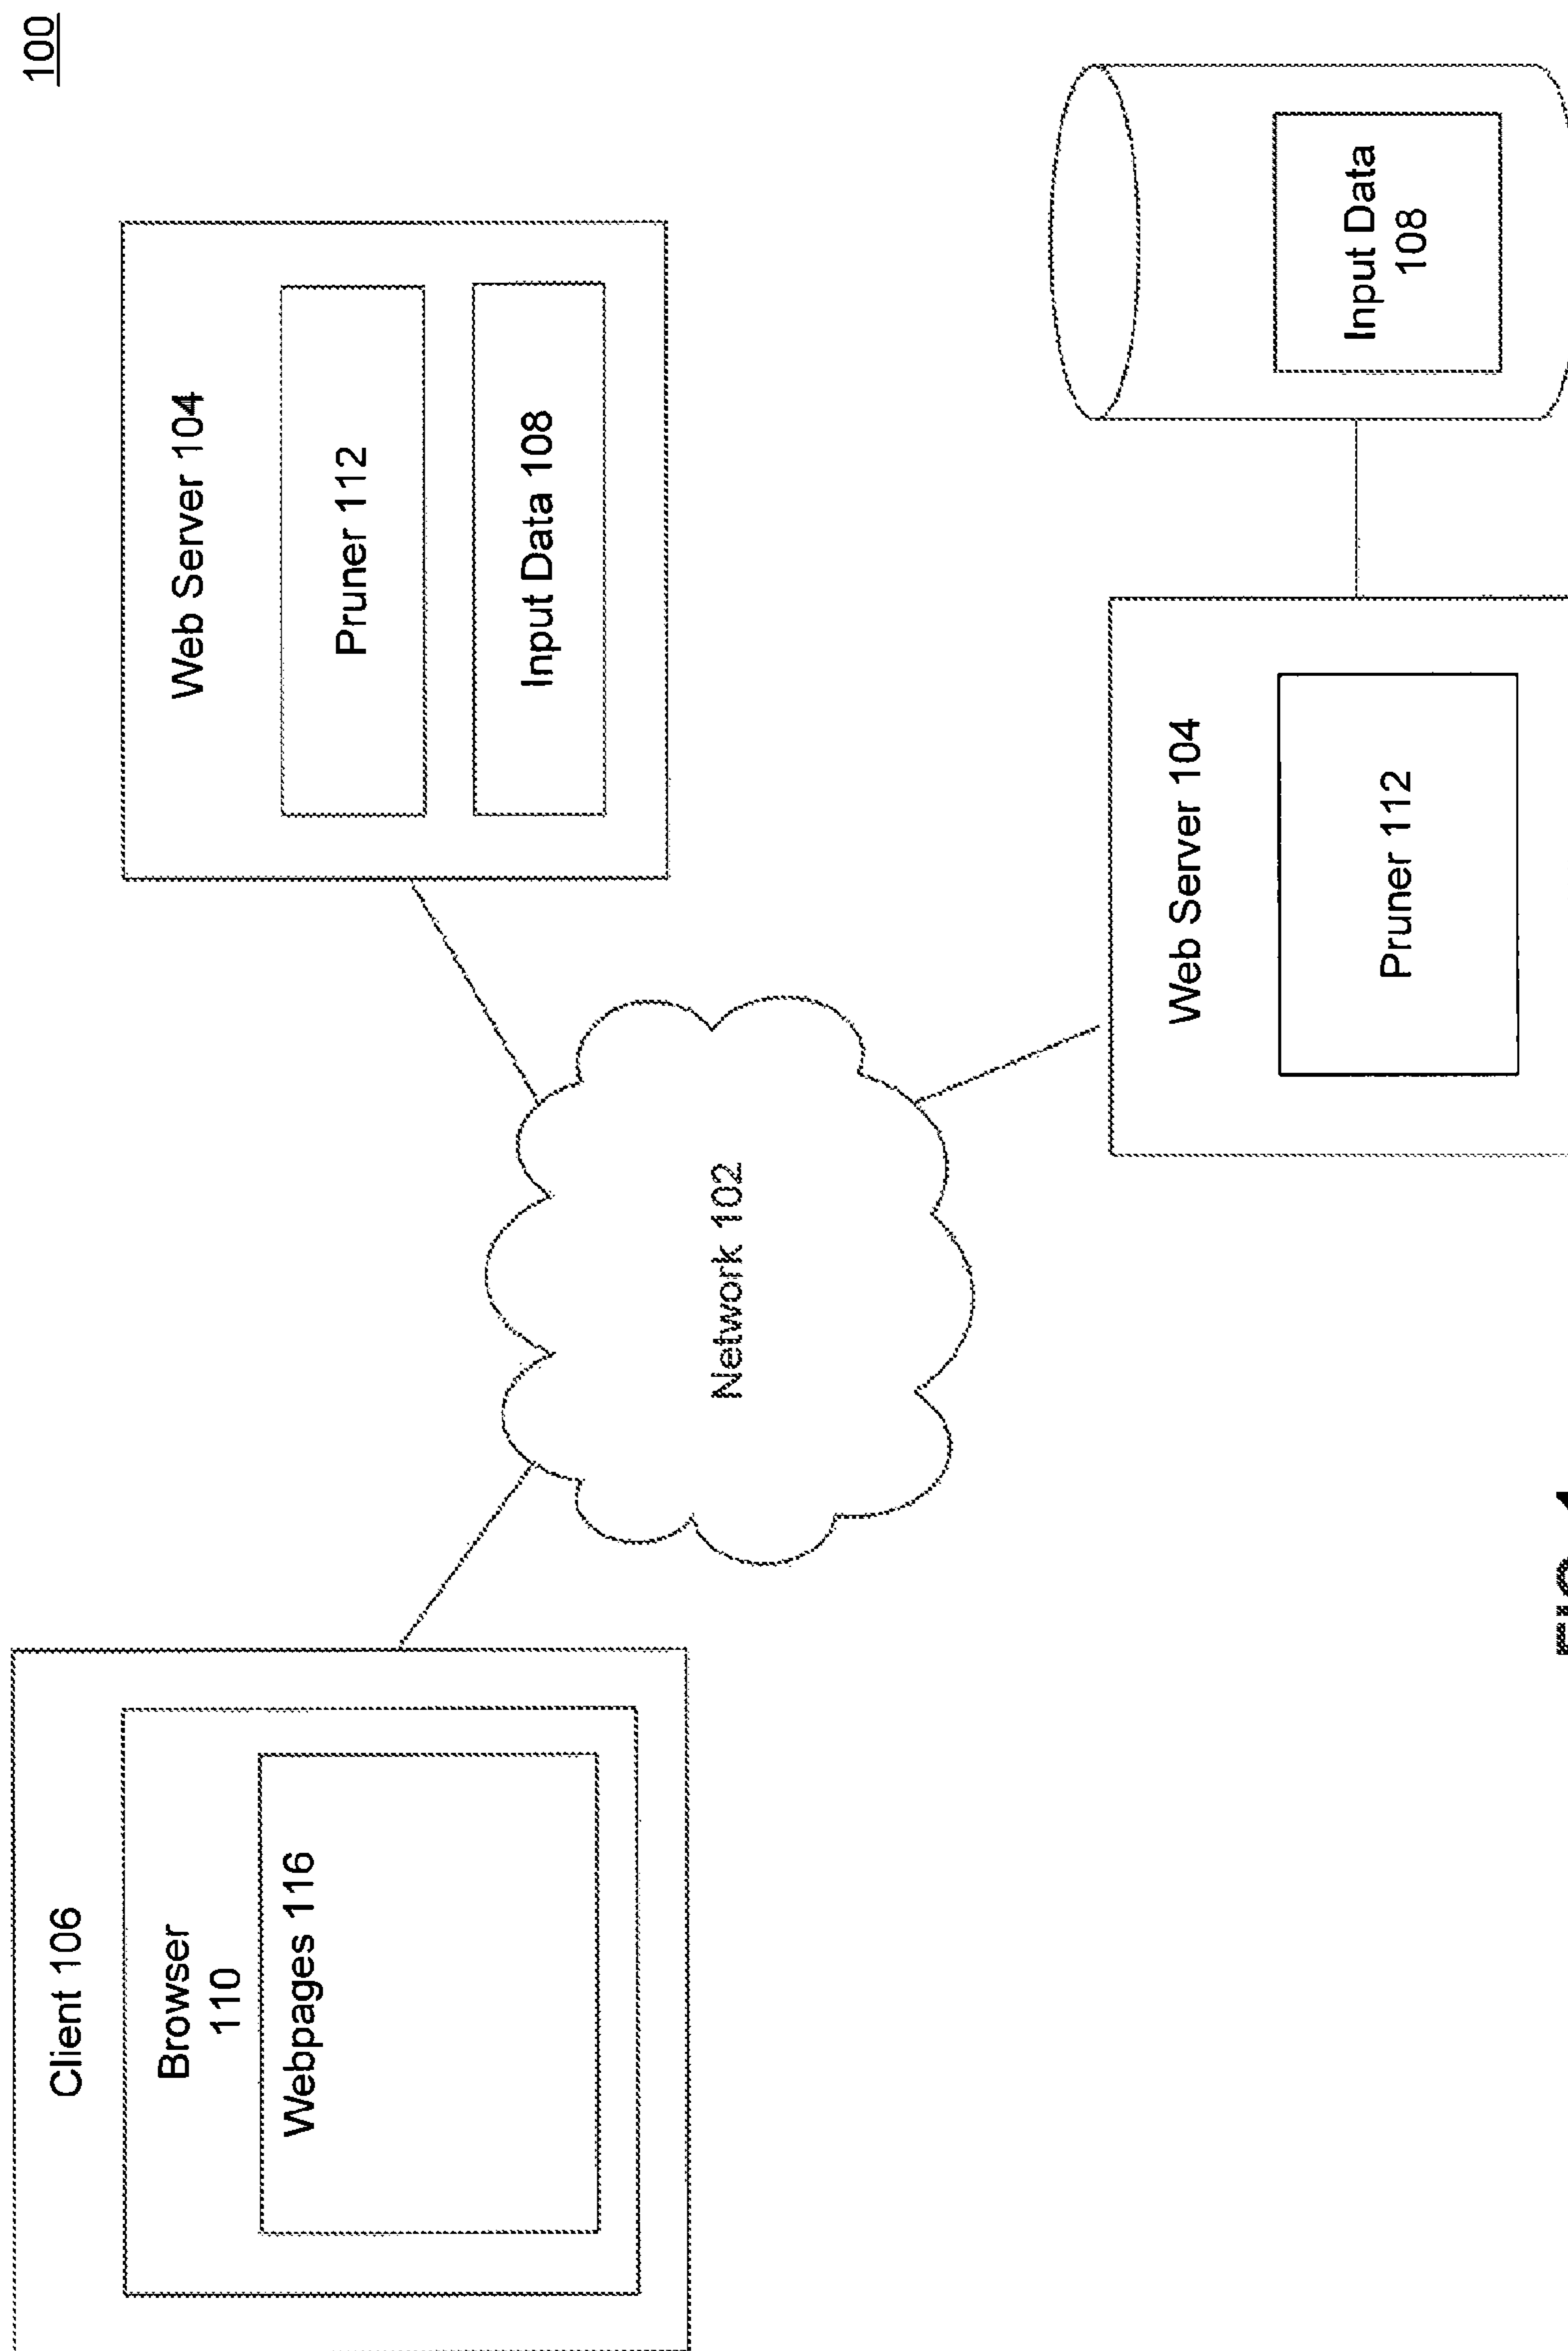 100
Client 106
Browser
110
Webpages 116
Network 102
Web Server 104
Pruner 112
Input Data 108
Web Server 104
Pruner 112
Input Data
108